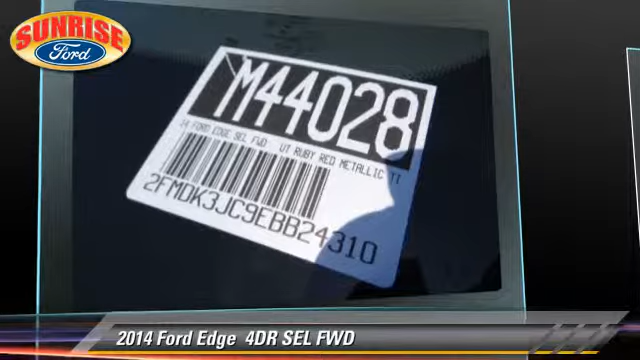 SUNRISE
Ford
M44028
14 FORD EDGE SEL FWD UT RUBY RED METALLIC TI
2FMDK3JC9EBB24310
2014 Ford Edge 4DR SEL FWD